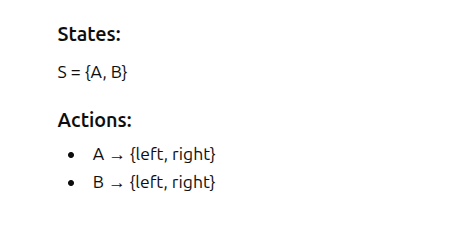 States:
S = {A, B}
Actions:
• A → {left, right}
• B → {left, right}